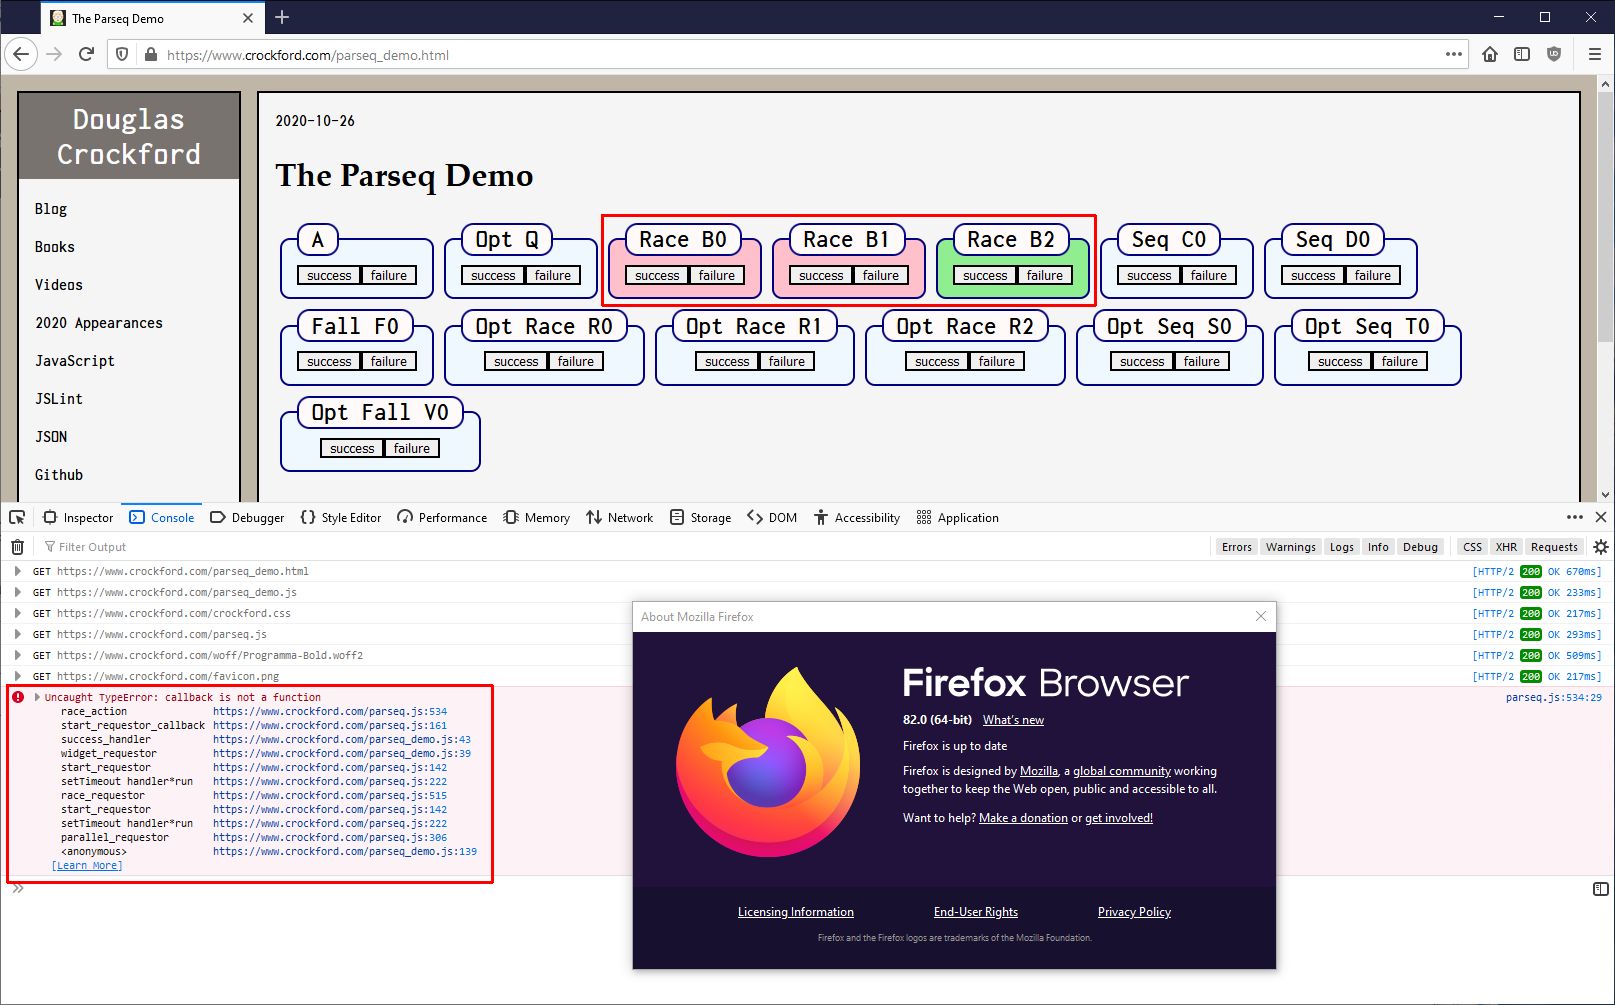 The Parseq Demo
https://www.crockford.com/parseq_demo.html
Douglas
Crockford
Blog
Books
Videos
2020 Appearances
JavaScript
JSLint
JSON
Github
2020-10-26
The Parseq Demo
A
success failure
Opt Q
success failure
Race B0
success failure
Race B1
success failure
Race B2
success failure
Seq C0
success failure
Seq D0
success failure
Fall F0
success failure
Opt Race R0
success failure
Opt Race R1
success failure
Opt Race R2
success failure
Opt Seq S0
success failure
Opt Seq T0
success failure
Opt Fall V0
success failure
Inspector Console Debugger Style Editor Performance Memory Network Storage DOM Accessibility Application
Filter Output Errors Warnings Logs Info Debug CSS XHR Requests
GET https://www.crockford.com/parseq_demo.html [HTTP/2 200 OK 670ms]
GET https://www.crockford.com/parseq_demo.js [HTTP/2 200 OK 233ms]
GET https://www.crockford.com/crockford.css [HTTP/2 200 OK 217ms]
GET https://www.crockford.com/parseq.js [HTTP/2 200 OK 293ms]
GET https://www.crockford.com/woff/Programma-Bold.woff2 [HTTP/2 200 OK 509ms]
GET https://www.crockford.com/favicon.png [HTTP/2 200 OK 217ms]
Uncaught TypeError: callback is not a function parseq.js:534:29
race_action https://www.crockford.com/parseq.js:534
start_requestor_callback https://www.crockford.com/parseq.js:161
success_handler https://www.crockford.com/parseq_demo.js:43
widget_requestor https://www.crockford.com/parseq_demo.js:39
start_requestor https://www.crockford.com/parseq.js:142
setTimeout handler*run https://www.crockford.com/parseq.js:222
race_requestor https://www.crockford.com/parseq.js:515
start_requestor https://www.crockford.com/parseq.js:142
setTimeout handler*run https://www.crockford.com/parseq.js:222
parallel_requestor https://www.crockford.com/parseq.js:306
<anonymous> https://www.crockford.com/parseq_demo.js:139
[Learn More]
About Mozilla Firefox
Firefox Browser
82.0 (64-bit) What's new
Firefox is up to date
Firefox is designed by Mozilla, a global community working
together to keep the Web open, public and accessible to all.
Want to help? Make a donation or get involved!
Licensing Information End-User Rights Privacy Policy
Firefox and the Firefox logos are trademarks of the Mozilla Foundation.